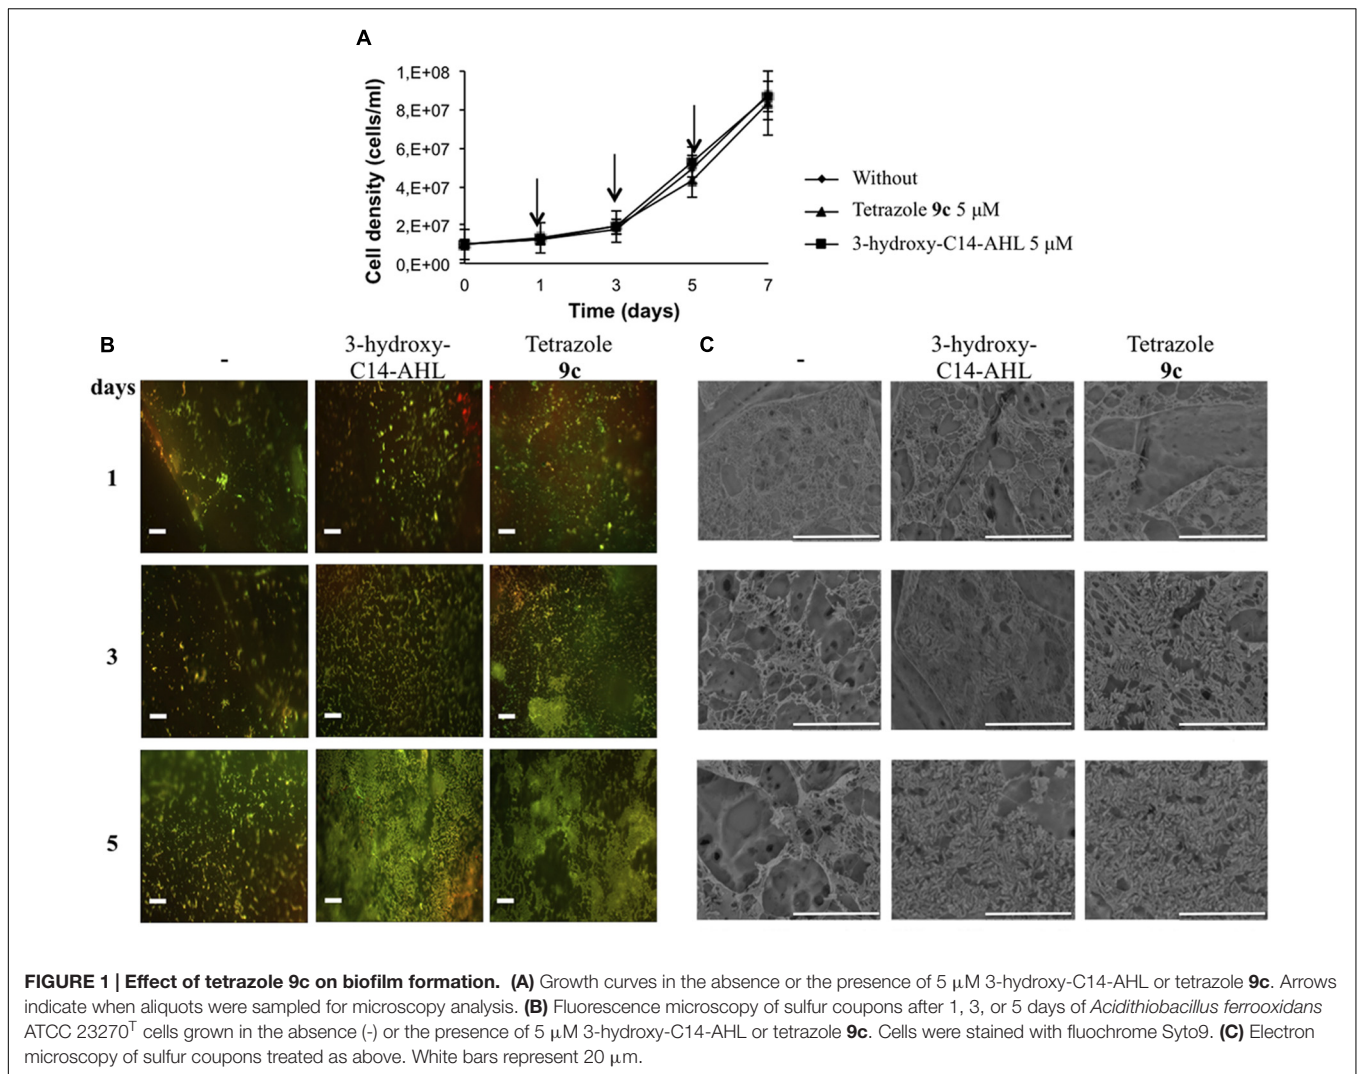 A
Cell density (cells/ml)
1,E+08
8,E+07
6,E+07
4,E+07
2,E+07
0,E+00
0 1 3 5 7
Time (days)
Without
Tetrazole 9c 5 μM
3-hydroxy-C14-AHL 5 μM
B
- 3-hydroxy- Tetrazole
C14-AHL 9c
days
1
3
5
C
- 3-hydroxy- Tetrazole
C14-AHL 9c
FIGURE 1 | Effect of tetrazole 9c on biofilm formation. (A) Growth curves in the absence or the presence of 5 μM 3-hydroxy-C14-AHL or tetrazole 9c. Arrows
indicate when aliquots were sampled for microscopy analysis. (B) Fluorescence microscopy of sulfur coupons after 1, 3, or 5 days of Acidithiobacillus ferrooxidans
ATCC 23270ᵀ cells grown in the absence (-) or the presence of 5 μM 3-hydroxy-C14-AHL or tetrazole 9c. Cells were stained with fluochrome Syto9. (C) Electron
microscopy of sulfur coupons treated as above. White bars represent 20 μm.